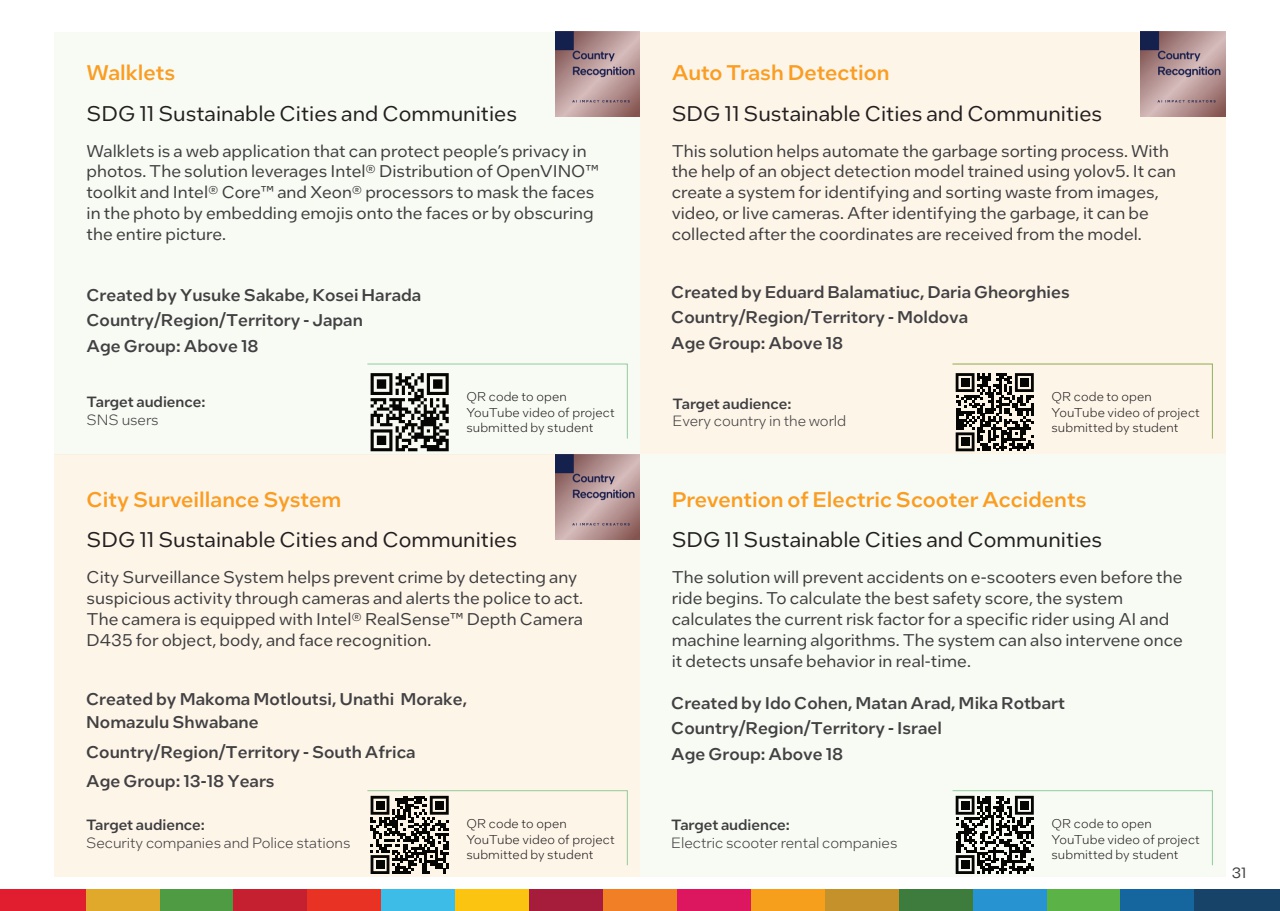 Walklets
Country
Recognition
AI IMPACT CREATORS
SDG 11 Sustainable Cities and Communities
Walklets is a web application that can protect people's privacy in
photos. The solution leverages Intel® Distribution of OpenVINO™
toolkit and Intel® Core™ and Xeon® processors to mask the faces
in the photo by embedding emojis onto the faces or by obscuring
the entire picture.
Created by Yusuke Sakabe, Kosei Harada
Country/Region/Territory - Japan
Age Group: Above 18
Target audience:
SNS users
QR code to open
YouTube video of project
submitted by student
Auto Trash Detection
Country
Recognition
AI IMPACT CREATORS
SDG 11 Sustainable Cities and Communities
This solution helps automate the garbage sorting process. With
the help of an object detection model trained using yolov5. It can
create a system for identifying and sorting waste from images,
video, or live cameras. After identifying the garbage, it can be
collected after the coordinates are received from the model.
Created by Eduard Balamatiuc, Daria Gheorghies
Country/Region/Territory - Moldova
Age Group: Above 18
Target audience:
Every country in the world
QR code to open
YouTube video of project
submitted by student
City Surveillance System
Country
Recognition
AI IMPACT CREATORS
SDG 11 Sustainable Cities and Communities
City Surveillance System helps prevent crime by detecting any
suspicious activity through cameras and alerts the police to act.
The camera is equipped with Intel® RealSense™ Depth Camera
D435 for object, body, and face recognition.
Created by Makoma Motloutsi, Unathi Morake,
Nomazulu Shwabane
Country/Region/Territory - South Africa
Age Group: 13-18 Years
Target audience:
Security companies and Police stations
QR code to open
YouTube video of project
submitted by student
Prevention of Electric Scooter Accidents
SDG 11 Sustainable Cities and Communities
The solution will prevent accidents on e-scooters even before the
ride begins. To calculate the best safety score, the system
calculates the current risk factor for a specific rider using AI and
machine learning algorithms. The system can also intervene once
it detects unsafe behavior in real-time.
Created by Ido Cohen, Matan Arad, Mika Rotbart
Country/Region/Territory - Israel
Age Group: Above 18
Target audience:
Electric scooter rental companies
QR code to open
YouTube video of project
submitted by student
31